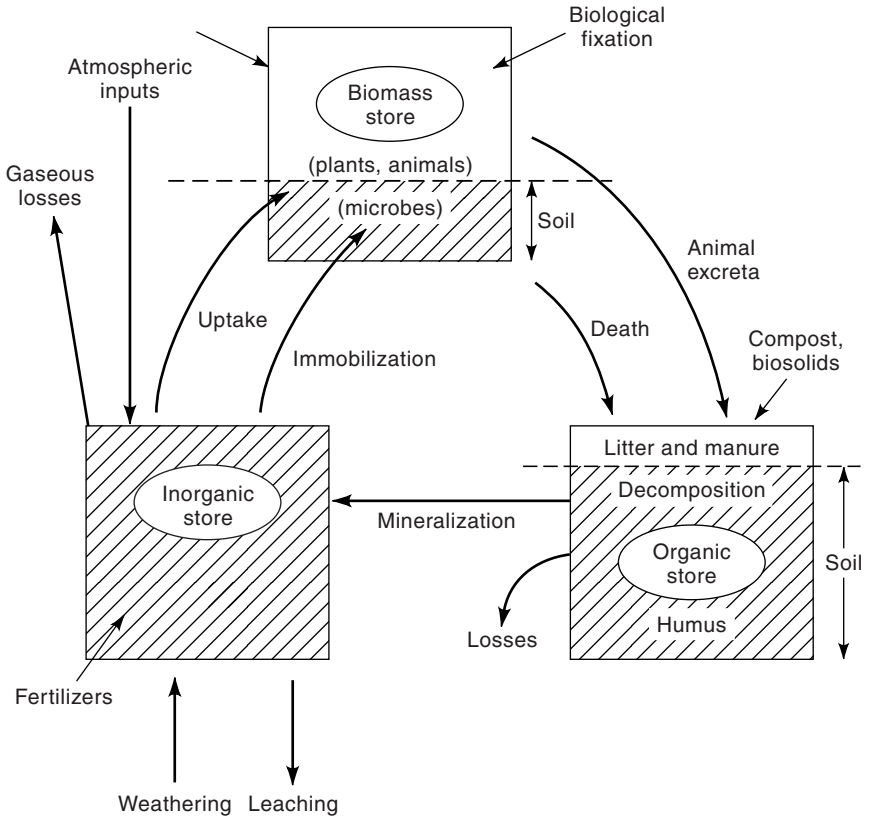 Biological
fixation
Atmospheric
inputs
Biomass
store
(plants, animals)
Gaseous
losses
(microbes)
Soil
Animal
excreta
Uptake
Death
Immobilization
Compost,
biosolids
Litter and manure
Decomposition
Inorganic
store
Mineralization
Organic
store
Soil
Humus
Losses
Fertilizers
Weathering
Leaching